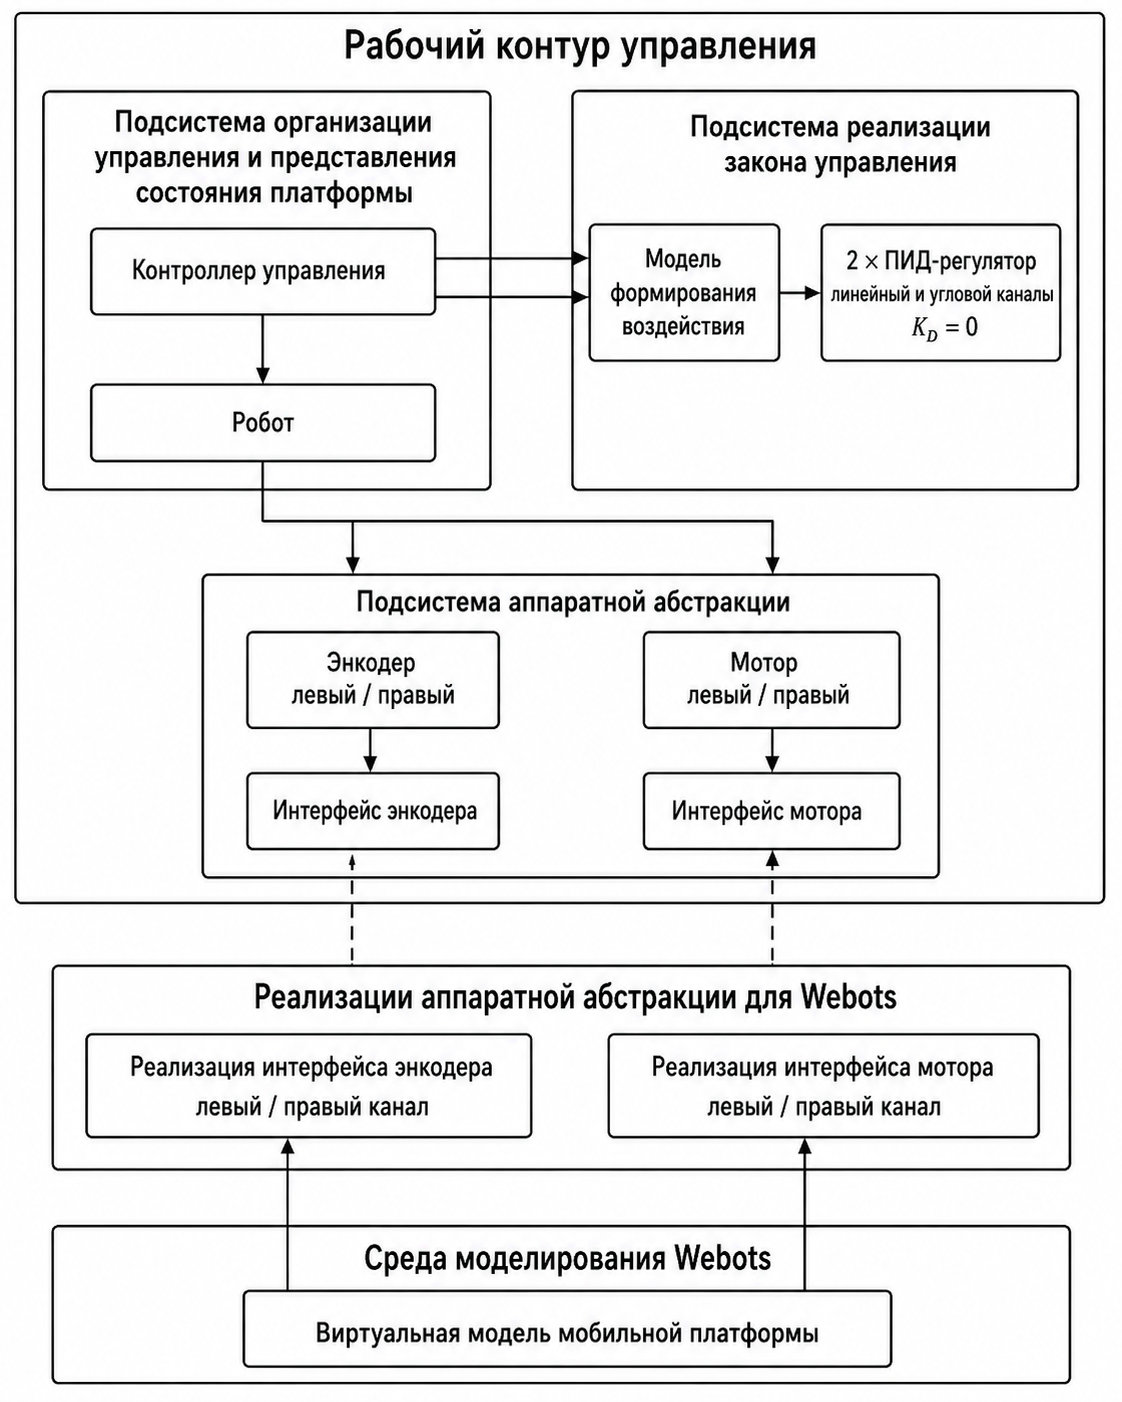 Рабочий контур управления
Подсистема организации
управления и представления
состояния платформы
Контроллер управления
Робот
Подсистема реализации
закона управления
Модель
формирования
воздействия
2 × ПИД-регулятор
линейный и угловой каналы
K_D = 0
Подсистема аппаратной абстракции
Энкодер
левый / правый
Мотор
левый / правый
Интерфейс энкодера
Интерфейс мотора
Реализации аппаратной абстракции для Webots
Реализация интерфейса энкодера
левый / правый канал
Реализация интерфейса мотора
левый / правый канал
Среда моделирования Webots
Виртуальная модель мобильной платформы